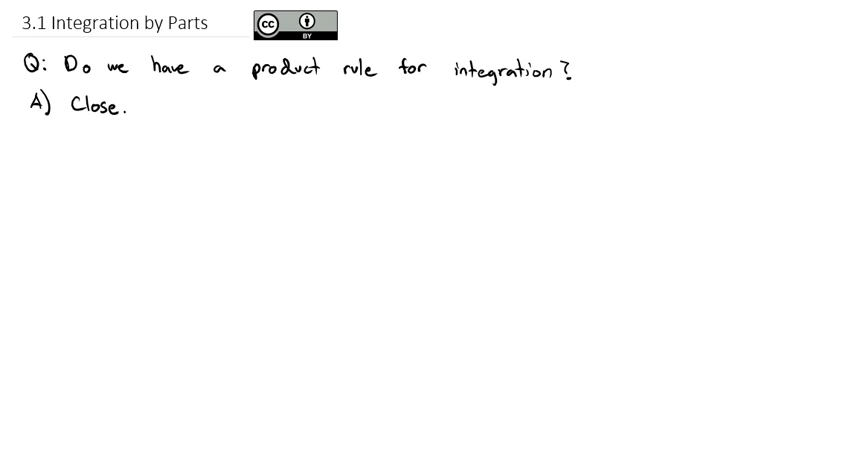 3.1 Integration by Parts
cc BY
Q: Do we have a product rule for integration?
A) Close.